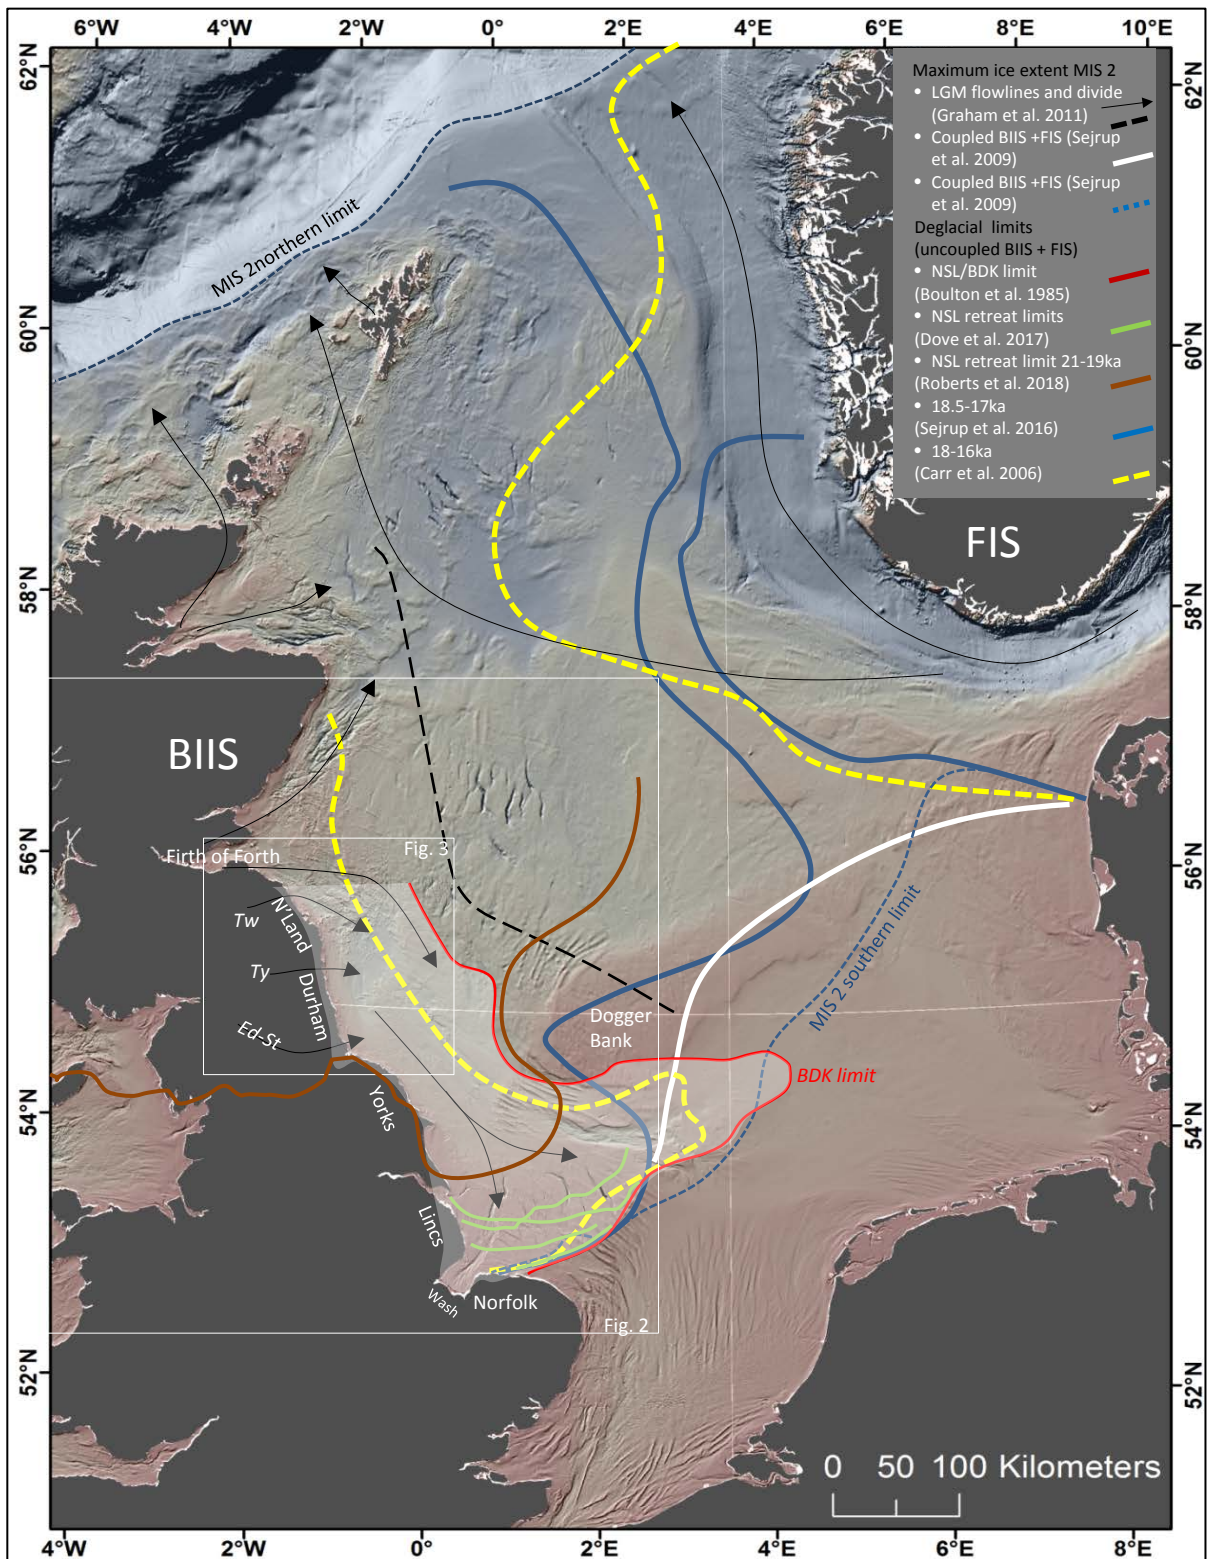 6°W 4°W 2°W 0° 2°E 4°E 6°E 8°E 10°E
62°N
62°N
Maximum ice extent MIS 2
• LGM flowlines and divide
(Graham et al. 2011)
• Coupled BIIS +FIS (Sejrup
et al. 2009)
• Coupled BIIS +FIS (Sejrup
et al. 2009)
Deglacial limits
(uncoupled BIIS + FIS)
• NSL/BDK limit
(Boulton et al. 1985)
• NSL retreat limits
(Dove et al. 2017)
• NSL retreat limit 21-19ka
(Roberts et al. 2018)
• 18.5-17ka
(Sejrup et al. 2016)
• 18-16ka
(Carr et al. 2006)
MIS 2northern limit
60°N
60°N
FIS
58°N
58°N
BIIS
56°N
56°N
Fig. 3
Firth of Forth
Tw
N'Land
Ty
Durham
Ed-St
MIS 2 southern limit
Dogger
Bank
BDK limit
Yorks
54°N
54°N
Lincs
Wash
Norfolk
Fig. 2
52°N
52°N
0 50 100 Kilometers
4°W 2°W 0 2°E 4°E 6°E 8°E